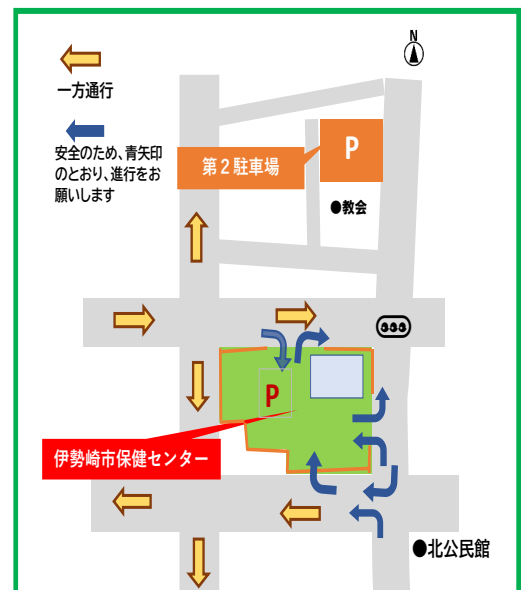 N
一方通行
安全のため、青矢印
のとおり、進行をお
願いします
P
第２駐車場
●教会
P
伊勢崎市保健センター
●北公民館